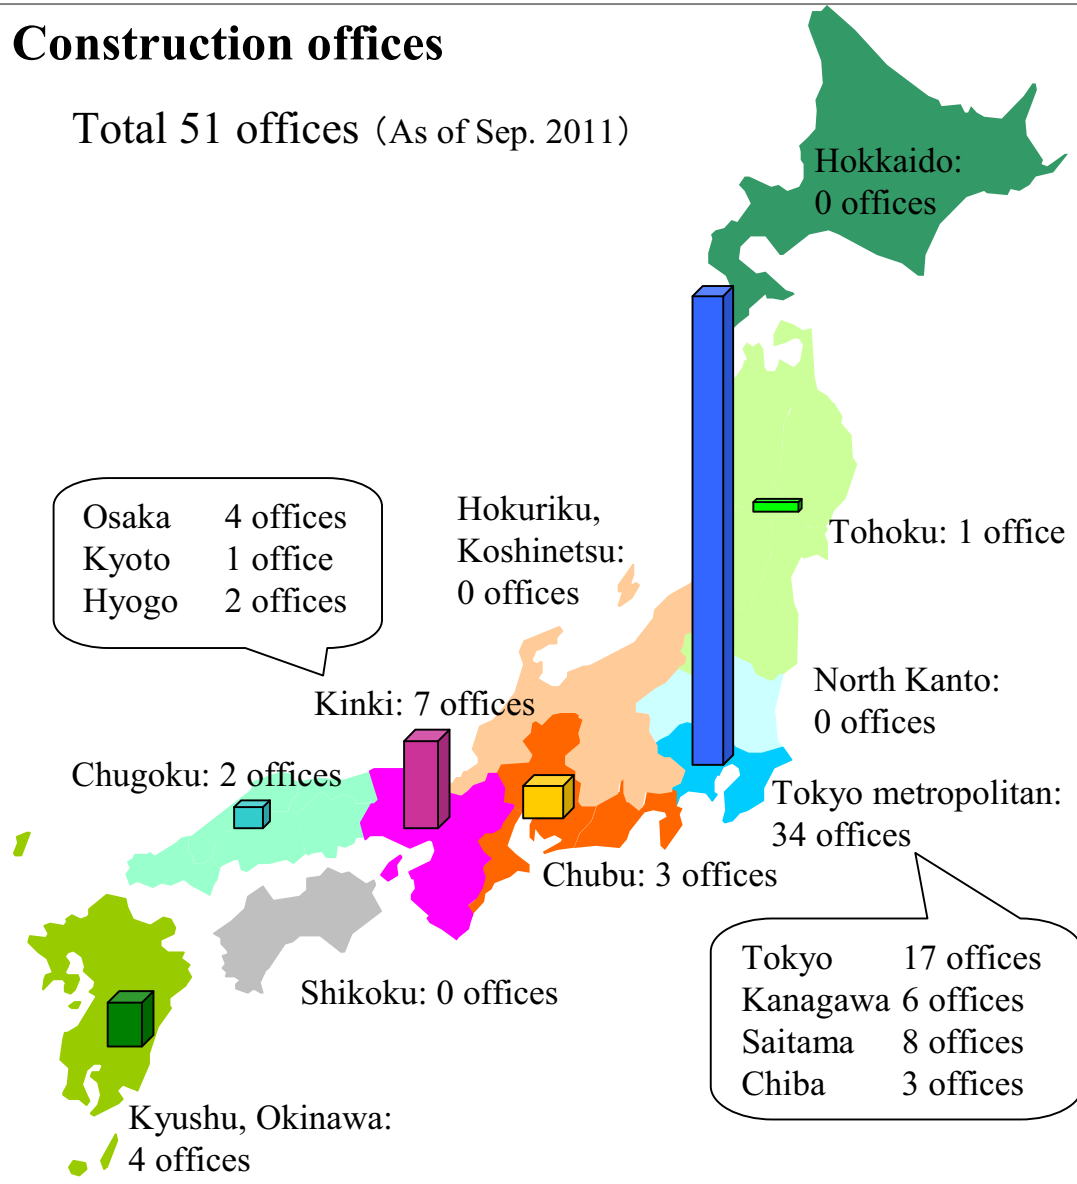 Construction offices
Total 51 offices（As of Sep. 2011）
Hokkaido:
0 offices
Osaka 4 offices
Kyoto 1 office
Hyogo 2 offices
Hokuriku,
Koshinetsu:
0 offices
Tohoku: 1 office
Kinki: 7 offices
North Kanto:
0 offices
Chugoku: 2 offices
Tokyo metropolitan:
34 offices
Chubu: 3 offices
Shikoku: 0 offices
Tokyo 17 offices
Kanagawa 6 offices
Saitama 8 offices
Chiba 3 offices
Kyushu, Okinawa:
4 offices